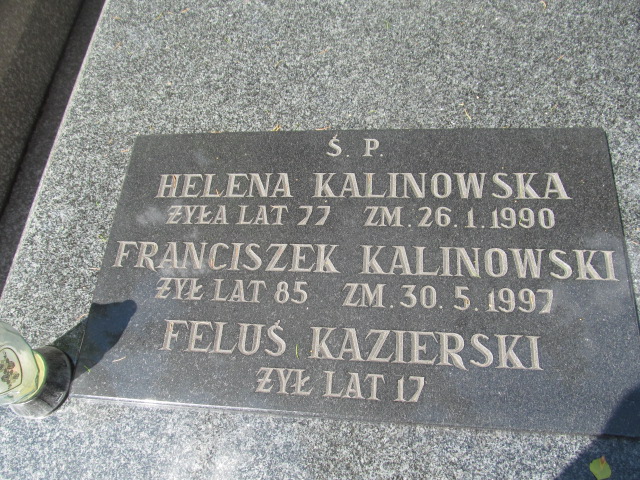 Ś. P.
HELENA KALINOWSKA
ŻYŁA LAT 77 ZM. 26.1.1990
FRANCISZEK KALINOWSKI
ŻYŁ LAT 85 ZM. 30.5.1997
FELUŚ KAZIERSKI
ŻYŁ LAT 17